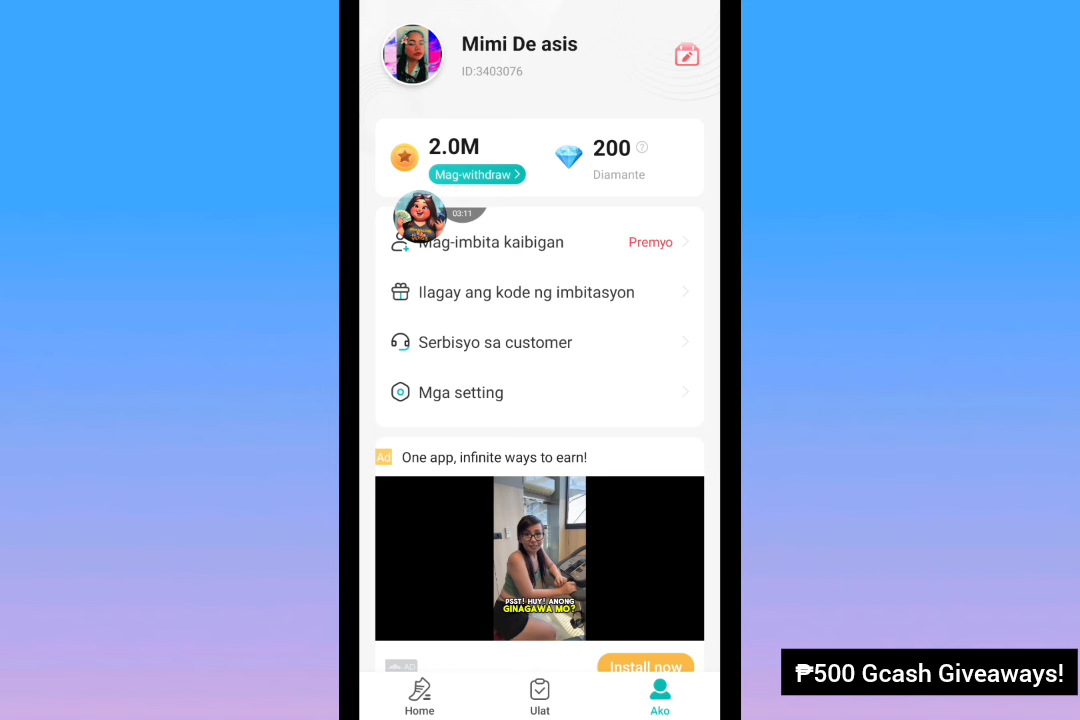 Mimi De asis
ID:3403076
2.0M
Mag-withdraw
200
Diamante
03:11
Mag-imbita kaibigan
Premyo
Ilagay ang kode ng imbitasyon
Serbisyo sa customer
Mga setting
Ad
One app, infinite ways to earn!
PSST! HUY! ANONG
GINAGAWA MO?
AD
Install now
₱500 Gcash Giveaways!
Home
Ulat
Ako